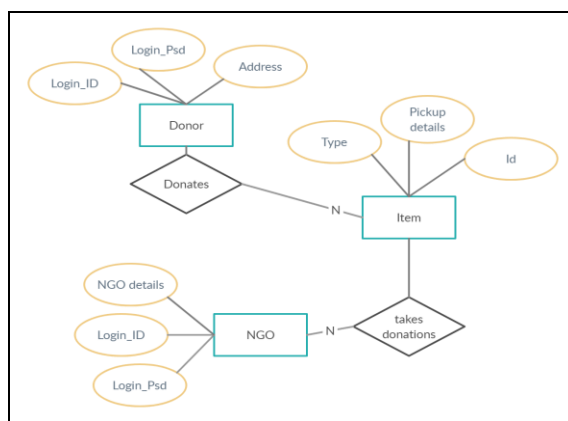 Login_Psd
Login_ID
Address
Donor
Donates
Pickup
details
Type
Id
N
Item
NGO details
Login_ID
NGO
N
takes
donations
Login_Psd